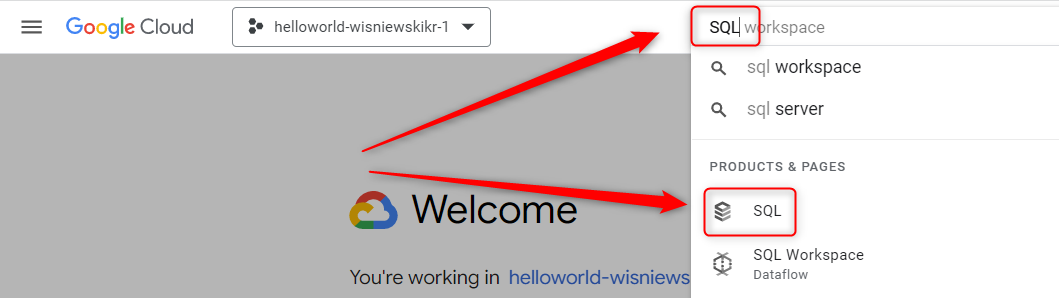 Google Cloud
helloworld-wisniewskikr-1
SQL workspace
sql workspace
sql server
PRODUCTS & PAGES
SQL
SQL Workspace
Dataflow
Welcome
You're working in helloworld-wisniews